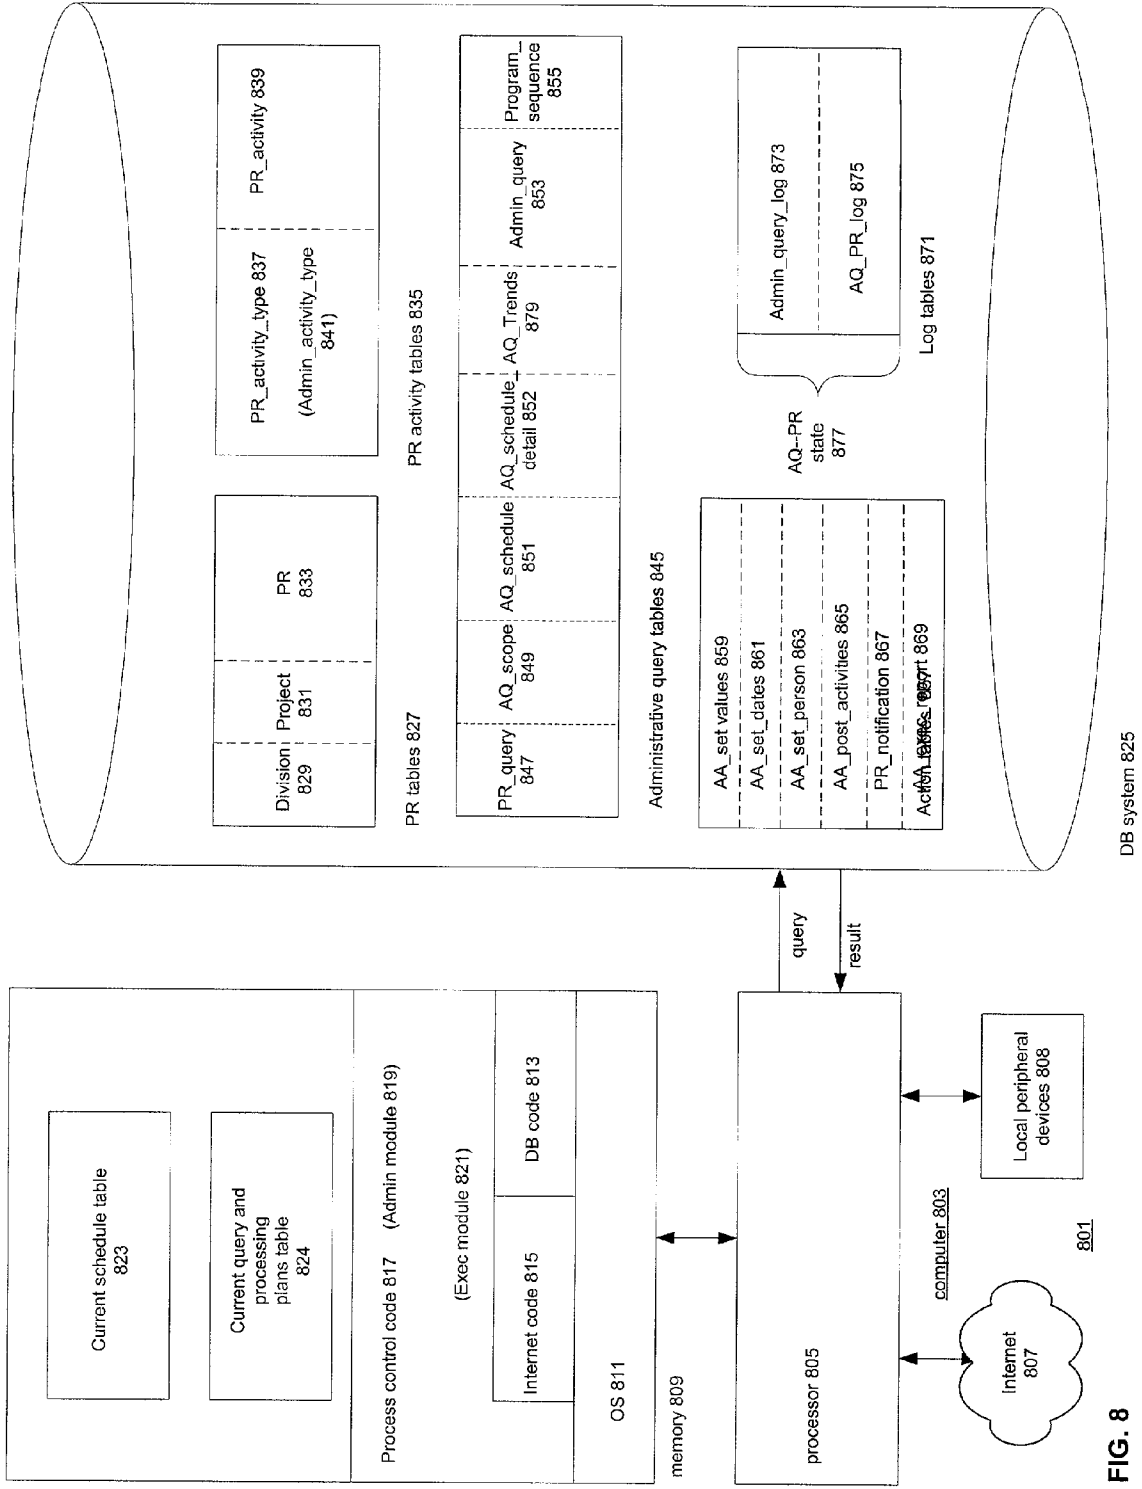 Current schedule table
823
Current query and
processing
plans table
824
Process control code 817
(Admin module 819)
(Exec module 821)
Internet code 815
DB code 813
OS 811
memory 809
processor 805
query
result
computer 803
Internet
807
Local peripheral
devices 808
801
Division
829
Project
831
PR
833
PR tables 827
PR_activity_type 837
(Admin_activity_type
841)
PR_activity 839
PR activity tables 835
PR_query
847
AQ_scope
849
AQ_schedule
851
AQ_schedule_
detail 852
AQ_Trends
879
Admin_query
853
Program_
sequence
855
Administrative query tables 845
AA_set values 859
AA_set_dates 861
AA_set_person 863
AA_post_activities 865
PR_notification 867
AA_exec_report 869
Action tables 857
AQ--PR
state
877
Admin_query_log 873
AQ_PR_log 875
Log tables 871
DB system 825
FIG. 8